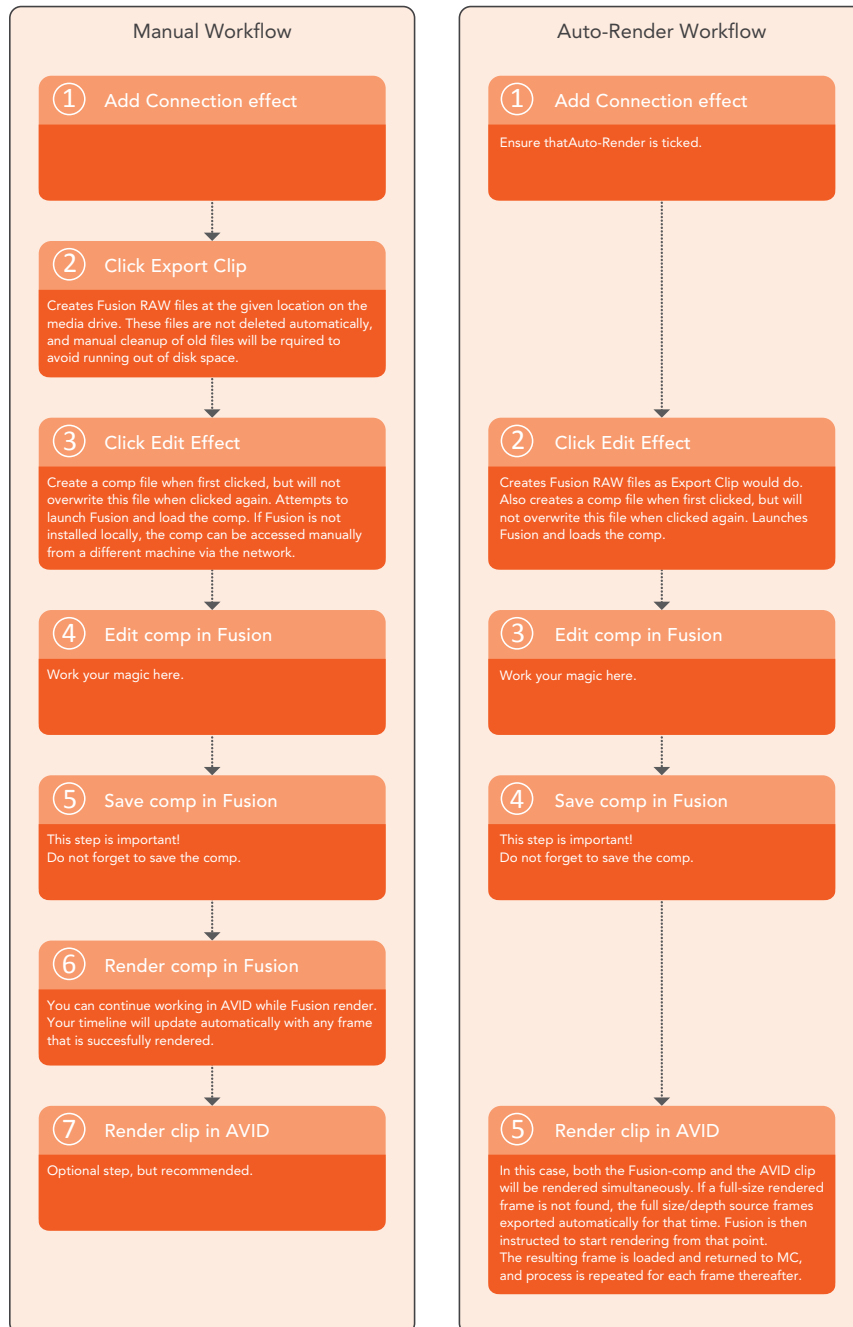 Manual Workflow
1 Add Connection effect
2 Click Export Clip
Creates Fusion RAW files at the given location on the
media drive. These files are not deleted automatically,
and manual cleanup of old files will be rquired to
avoid running out of disk space.
3 Click Edit Effect
Create a comp file when first clicked, but will not
overwrite this file when clicked again. Attempts to
launch Fusion and load the comp. If Fusion is not
installed locally, the comp can be accessed manually
from a different machine via the network.
4 Edit comp in Fusion
Work your magic here.
5 Save comp in Fusion
This step is important!
Do not forget to save the comp.
6 Render comp in Fusion
You can continue working in AVID while Fusion render.
Your timeline will update automatically with any frame
that is succesfully rendered.
7 Render clip in AVID
Optional step, but recommended.
Auto-Render Workflow
1 Add Connection effect
Ensure thatAuto-Render is ticked.
2 Click Edit Effect
Creates Fusion RAW files as Export Clip would do.
Also creates a comp file when first clicked, but will
not overwrite this file when clicked again. Launches
Fusion and loads the comp.
3 Edit comp in Fusion
Work your magic here.
4 Save comp in Fusion
This step is important!
Do not forget to save the comp.
5 Render clip in AVID
In this case, both the Fusion-comp and the AVID clip
will be rendered simultaneously. If a full-size rendered
frame is not found, the full size/depth source frames
exported automatically for that time. Fusion is then
instructed to start rendering from that point.
The resulting frame is loaded and returned to MC,
and process is repeated for each frame thereafter.